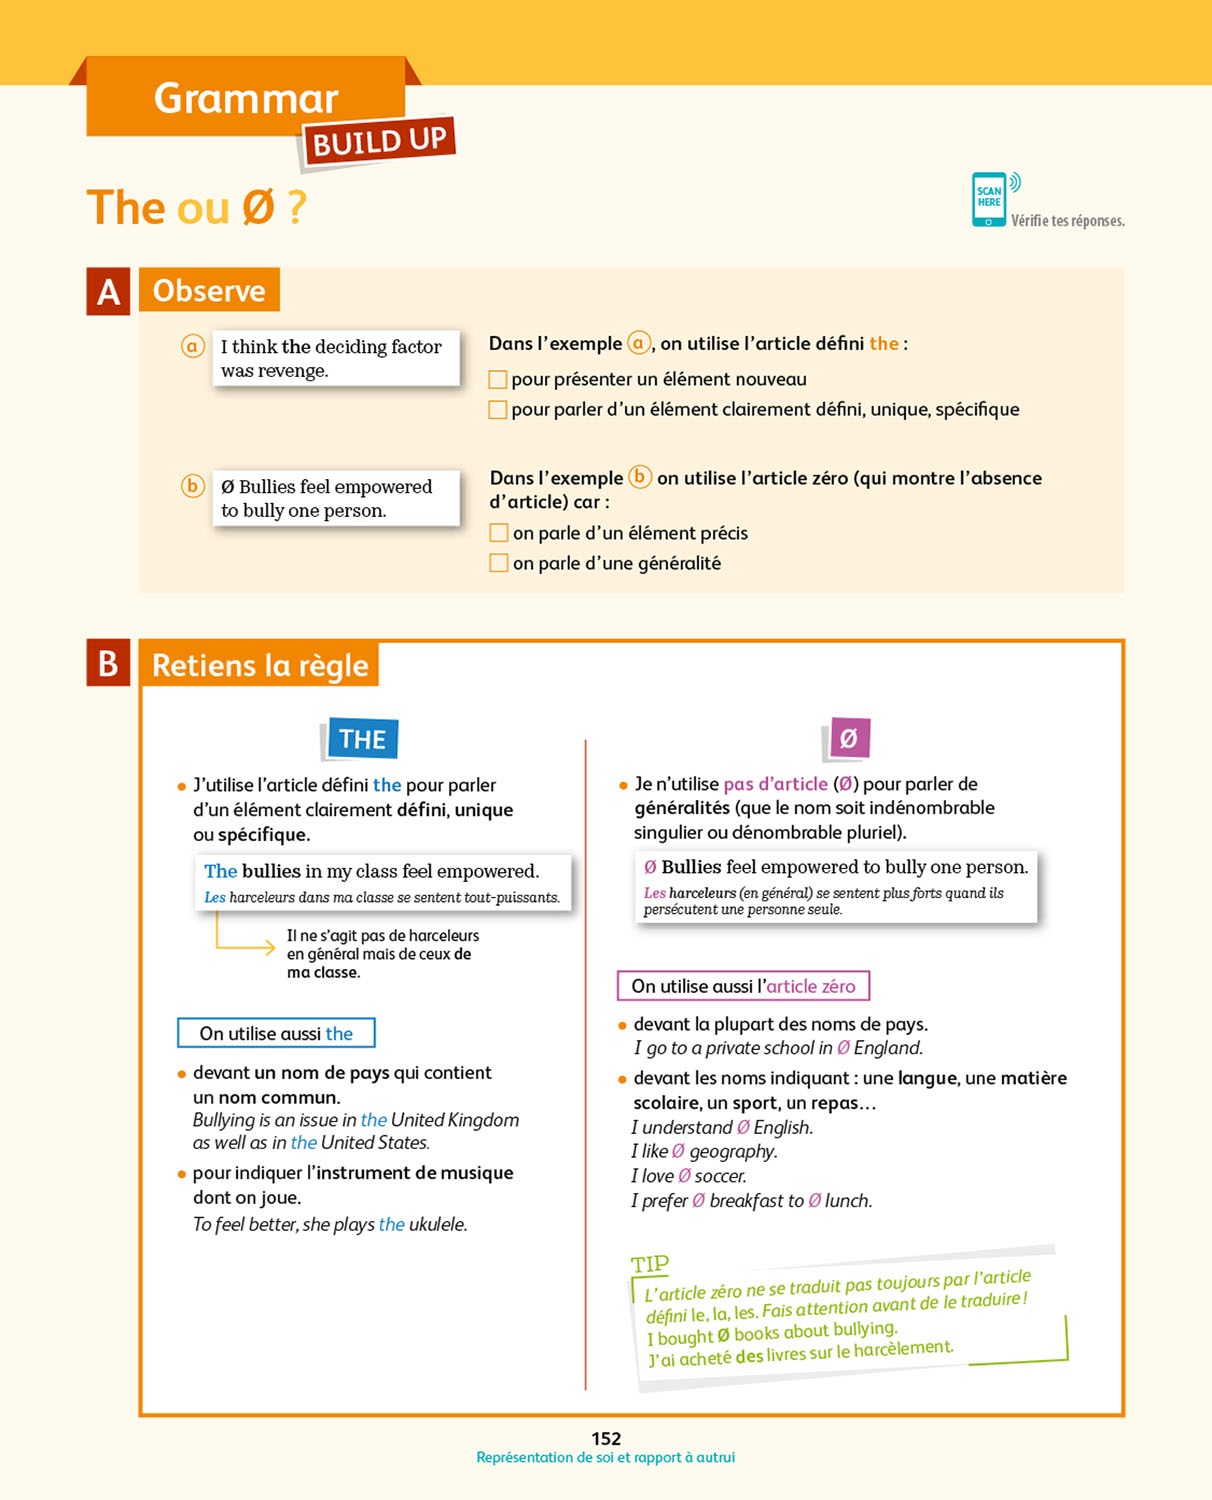 Grammar
BUILD UP
The ou Ø ?
SCAN
HERE
Vérifie tes réponses.
A
Observe
a
I think the deciding factor
was revenge.
Dans l'exemple a, on utilise l'article défini the :
pour présenter un élément nouveau
pour parler d'un élément clairement défini, unique, spécifique
b
Ø Bullies feel empowered
to bully one person.
Dans l'exemple b on utilise l'article zéro (qui montre l'absence
d'article) car :
on parle d'un élément précis
on parle d'une généralité
B
Retiens la règle
THE
• J'utilise l'article défini the pour parler
d'un élément clairement défini, unique
ou spécifique.
The bullies in my class feel empowered.
Les harceleurs dans ma classe se sentent tout-puissants.
Il ne s'agit pas de harceleurs
en général mais de ceux de
ma classe.
On utilise aussi the
• devant un nom de pays qui contient
un nom commun.
Bullying is an issue in the United Kingdom
as well as in the United States.
• pour indiquer l'instrument de musique
dont on joue.
To feel better, she plays the ukulele.
Ø
• Je n'utilise pas d'article (Ø) pour parler de
généralités (que le nom soit indénombrable
singulier ou dénombrable pluriel).
Ø Bullies feel empowered to bully one person.
Les harceleurs (en général) se sentent plus forts quand ils
persécutent une personne seule.
On utilise aussi l'article zéro
• devant la plupart des noms de pays.
I go to a private school in Ø England.
• devant les noms indiquant : une langue, une matière
scolaire, un sport, un repas...
I understand Ø English.
I like Ø geography.
I love Ø soccer.
I prefer Ø breakfast to Ø lunch.
TIP
L'article zéro ne se traduit pas toujours par l'article
défini le, la, les. Fais attention avant de le traduire !
I bought Ø books about bullying.
J'ai acheté des livres sur le harcèlement.
152
Représentation de soi et rapport à autrui